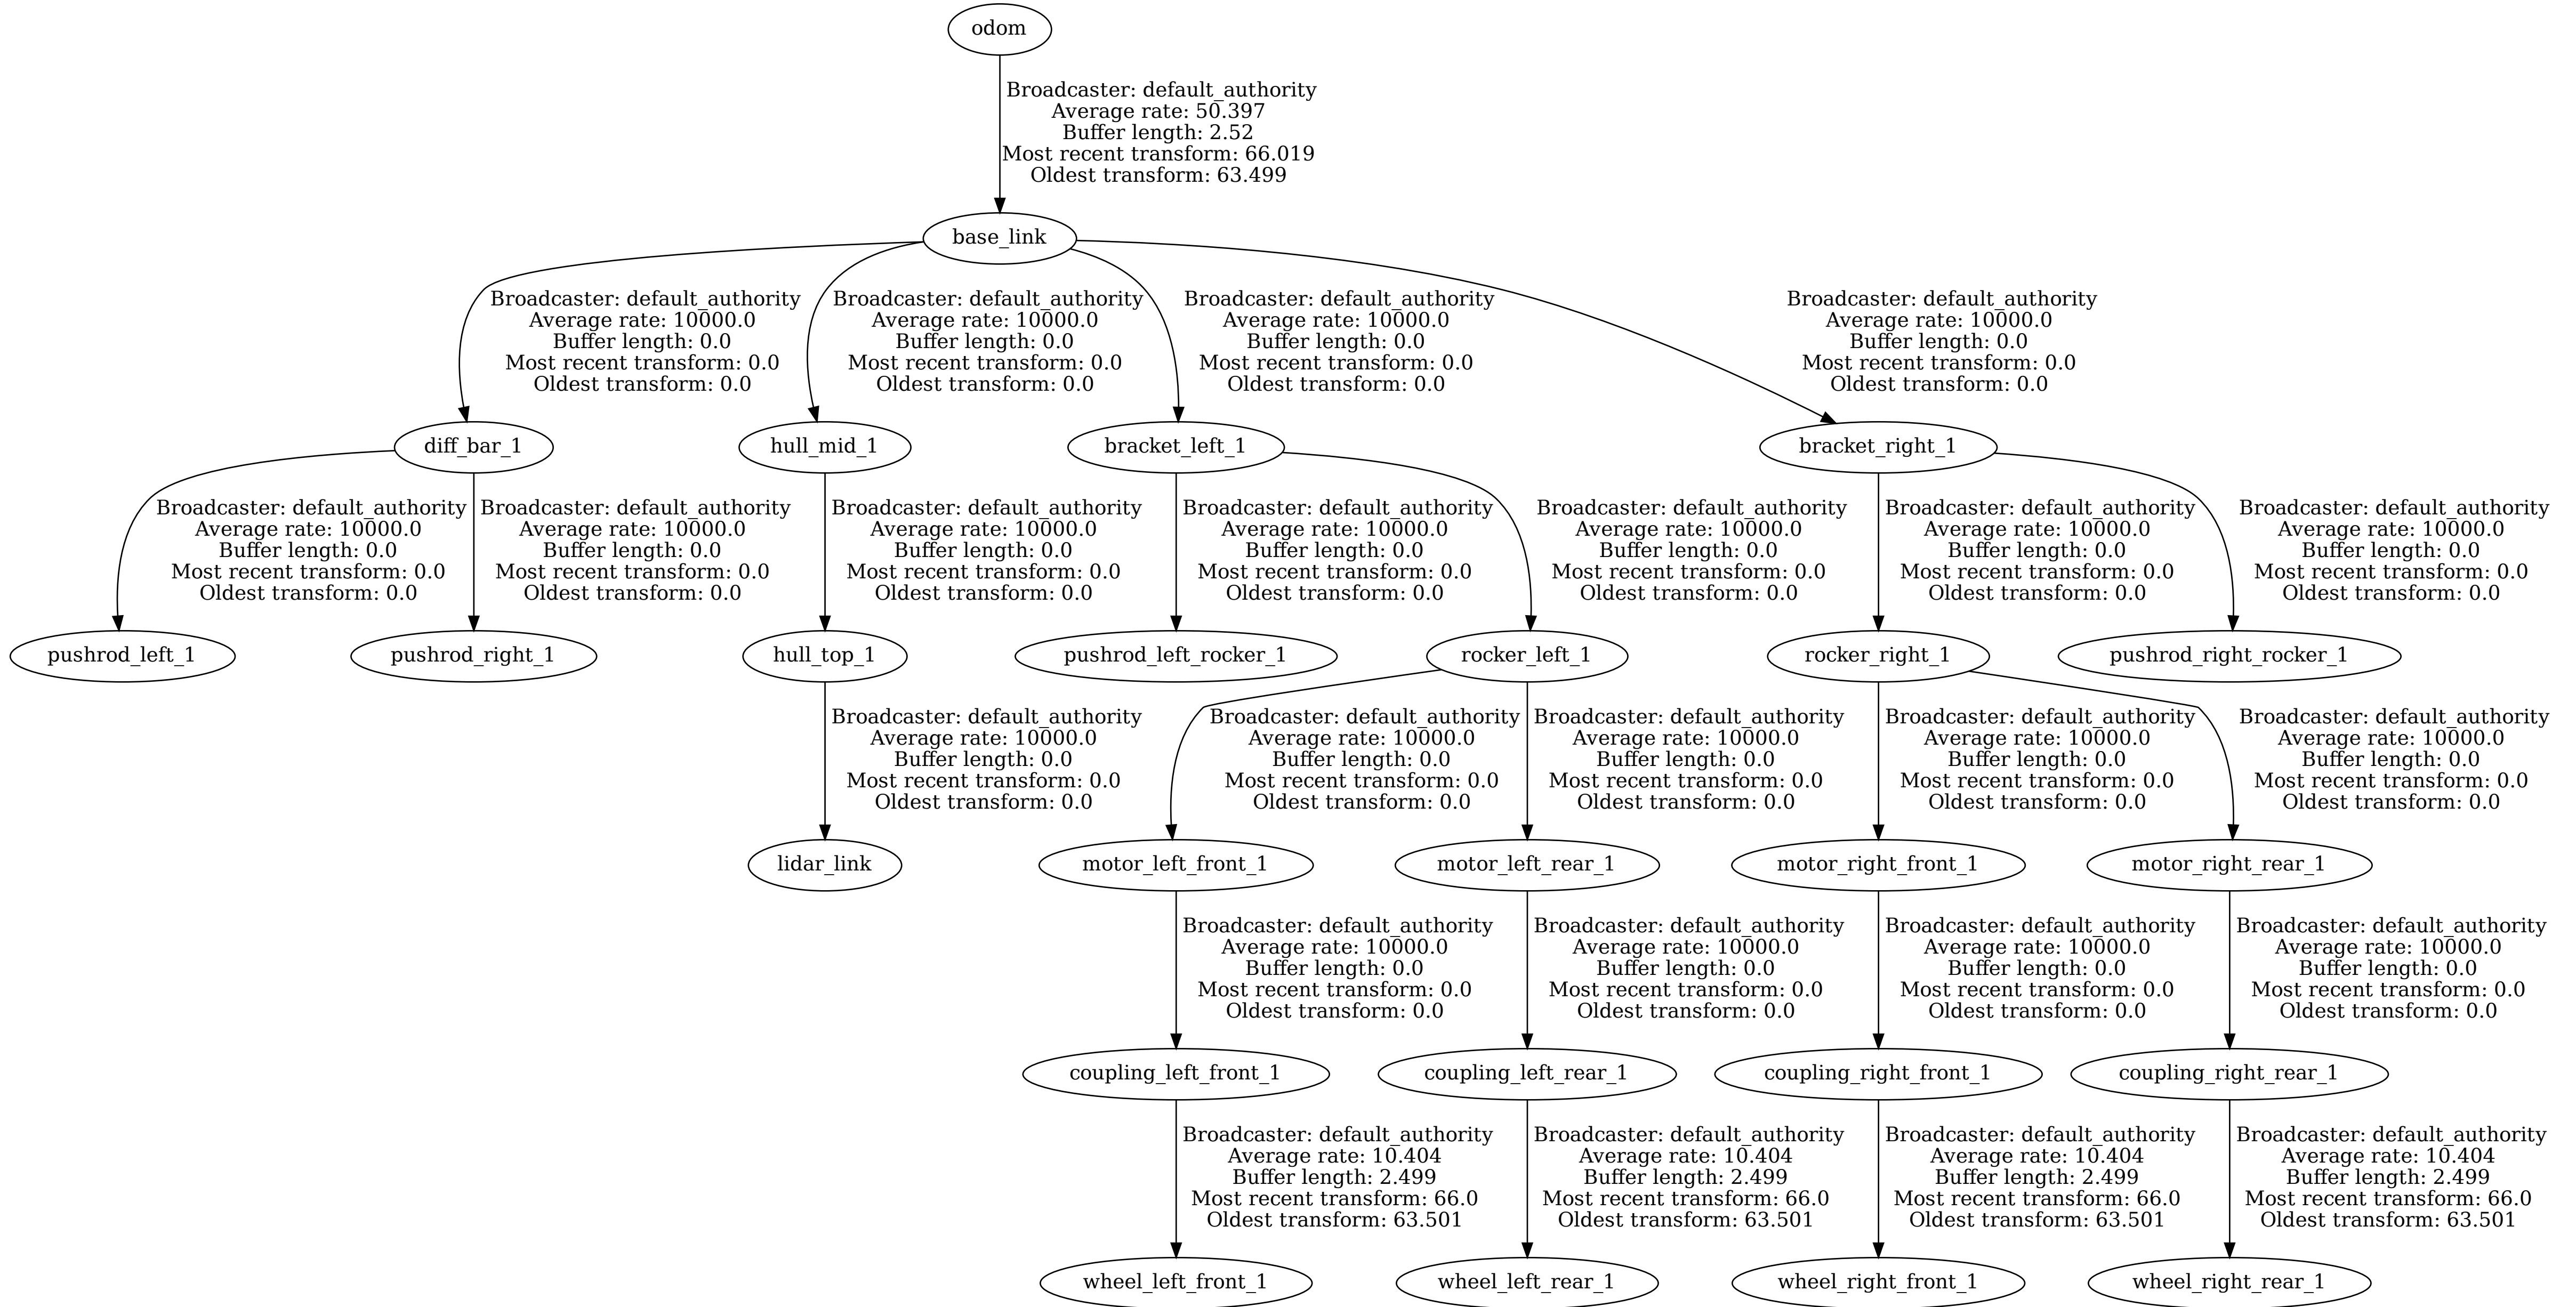 odom
Broadcaster: default_authority
Average rate: 50.397
Buffer length: 2.52
Most recent transform: 66.019
Oldest transform: 63.499
base_link
Broadcaster: default_authority
Average rate: 10000.0
Buffer length: 0.0
Most recent transform: 0.0
Oldest transform: 0.0
Broadcaster: default_authority
Average rate: 10000.0
Buffer length: 0.0
Most recent transform: 0.0
Oldest transform: 0.0
Broadcaster: default_authority
Average rate: 10000.0
Buffer length: 0.0
Most recent transform: 0.0
Oldest transform: 0.0
Broadcaster: default_authority
Average rate: 10000.0
Buffer length: 0.0
Most recent transform: 0.0
Oldest transform: 0.0
diff_bar_1
hull_mid_1
bracket_left_1
bracket_right_1
Broadcaster: default_authority
Average rate: 10000.0
Buffer length: 0.0
Most recent transform: 0.0
Oldest transform: 0.0
Broadcaster: default_authority
Average rate: 10000.0
Buffer length: 0.0
Most recent transform: 0.0
Oldest transform: 0.0
Broadcaster: default_authority
Average rate: 10000.0
Buffer length: 0.0
Most recent transform: 0.0
Oldest transform: 0.0
Broadcaster: default_authority
Average rate: 10000.0
Buffer length: 0.0
Most recent transform: 0.0
Oldest transform: 0.0
Broadcaster: default_authority
Average rate: 10000.0
Buffer length: 0.0
Most recent transform: 0.0
Oldest transform: 0.0
Broadcaster: default_authority
Average rate: 10000.0
Buffer length: 0.0
Most recent transform: 0.0
Oldest transform: 0.0
Broadcaster: default_authority
Average rate: 10000.0
Buffer length: 0.0
Most recent transform: 0.0
Oldest transform: 0.0
pushrod_left_1
pushrod_right_1
hull_top_1
pushrod_left_rocker_1
rocker_left_1
rocker_right_1
pushrod_right_rocker_1
Broadcaster: default_authority
Average rate: 10000.0
Buffer length: 0.0
Most recent transform: 0.0
Oldest transform: 0.0
Broadcaster: default_authority
Average rate: 10000.0
Buffer length: 0.0
Most recent transform: 0.0
Oldest transform: 0.0
Broadcaster: default_authority
Average rate: 10000.0
Buffer length: 0.0
Most recent transform: 0.0
Oldest transform: 0.0
Broadcaster: default_authority
Average rate: 10000.0
Buffer length: 0.0
Most recent transform: 0.0
Oldest transform: 0.0
Broadcaster: default_authority
Average rate: 10000.0
Buffer length: 0.0
Most recent transform: 0.0
Oldest transform: 0.0
lidar_link
motor_left_front_1
motor_left_rear_1
motor_right_front_1
motor_right_rear_1
Broadcaster: default_authority
Average rate: 10000.0
Buffer length: 0.0
Most recent transform: 0.0
Oldest transform: 0.0
Broadcaster: default_authority
Average rate: 10000.0
Buffer length: 0.0
Most recent transform: 0.0
Oldest transform: 0.0
Broadcaster: default_authority
Average rate: 10000.0
Buffer length: 0.0
Most recent transform: 0.0
Oldest transform: 0.0
Broadcaster: default_authority
Average rate: 10000.0
Buffer length: 0.0
Most recent transform: 0.0
Oldest transform: 0.0
coupling_left_front_1
coupling_left_rear_1
coupling_right_front_1
coupling_right_rear_1
Broadcaster: default_authority
Average rate: 10.404
Buffer length: 2.499
Most recent transform: 66.0
Oldest transform: 63.501
Broadcaster: default_authority
Average rate: 10.404
Buffer length: 2.499
Most recent transform: 66.0
Oldest transform: 63.501
Broadcaster: default_authority
Average rate: 10.404
Buffer length: 2.499
Most recent transform: 66.0
Oldest transform: 63.501
Broadcaster: default_authority
Average rate: 10.404
Buffer length: 2.499
Most recent transform: 66.0
Oldest transform: 63.501
wheel_left_front_1
wheel_left_rear_1
wheel_right_front_1
wheel_right_rear_1